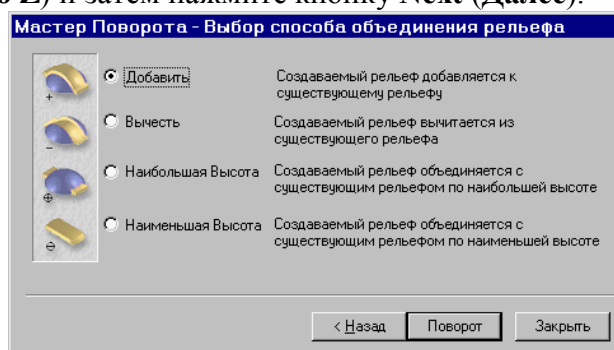 Z) и затем нажмите кнопку Next (Далее).
Мастер Поворота - Выбор способа объединения рельефа
Добавить
Создаваемый рельеф добавляется к
существующему рельефу
Вычесть
Создаваемый рельеф вычитается из
существующего рельефа
Наибольшая Высота
Создаваемый рельеф объединяется с
существующим рельефом по наибольшей высоте
Наименьшая Высота
Создаваемый рельеф объединяется с
существующим рельефом по наименьшей высоте
< Назад
Поворот
Закрыть